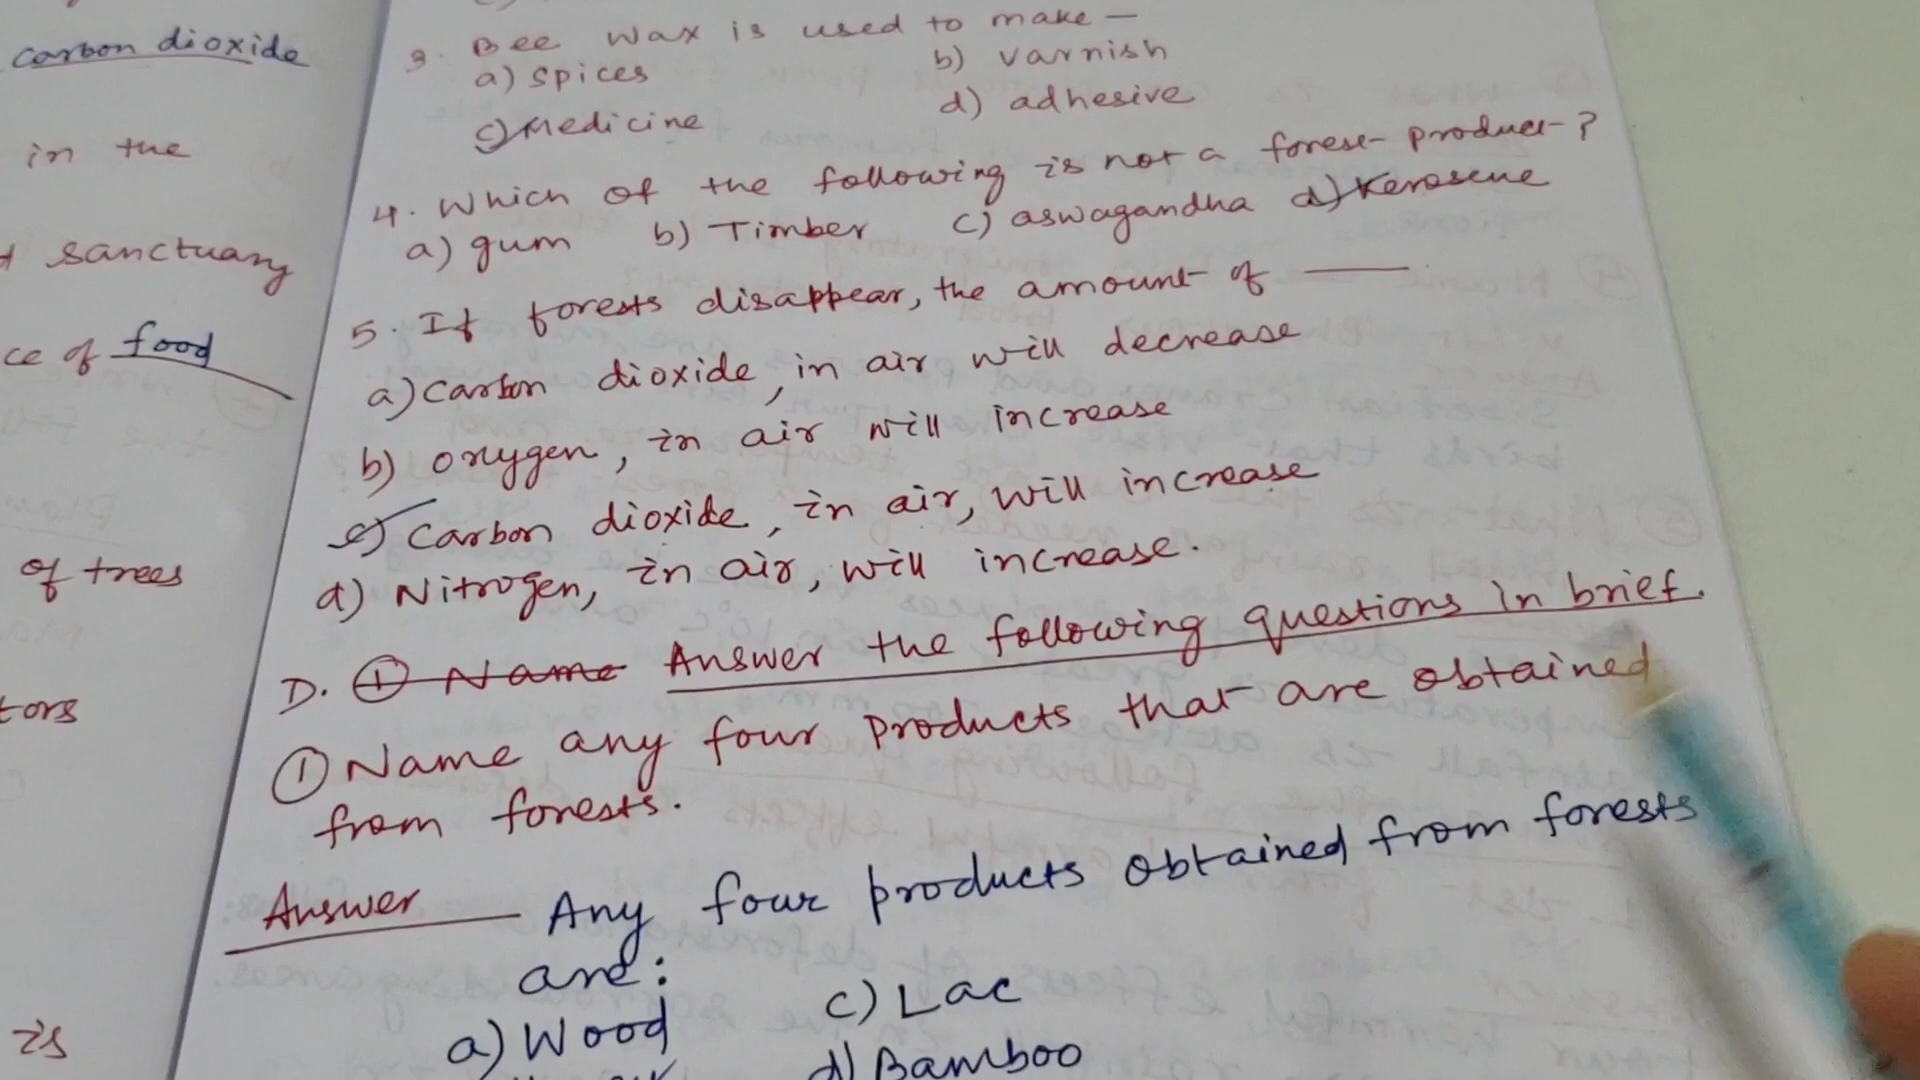 carbon dioxide
in the
sanctuary
ce of food
of trees
tors
is
3. Bee wax is used to make —
a) spices b) varnish
c) Medicine d) adhesive
4. Which of the following is not a forest product?
a) gum b) Timber c) aswagandha d) Kerosene
5. If forests disappear, the amount of ——
a) Carbon dioxide, in air will decrease
b) oxygen, in air will increase
c) Carbon dioxide, in air, will increase
d) Nitrogen, in air, will increase.
D. ① Name Answer the following questions in brief.
① Name any four products that are obtained
from forests.
Answer — Any four products obtained from forests
are:
a) Wood c) Lac
d) Bamboo